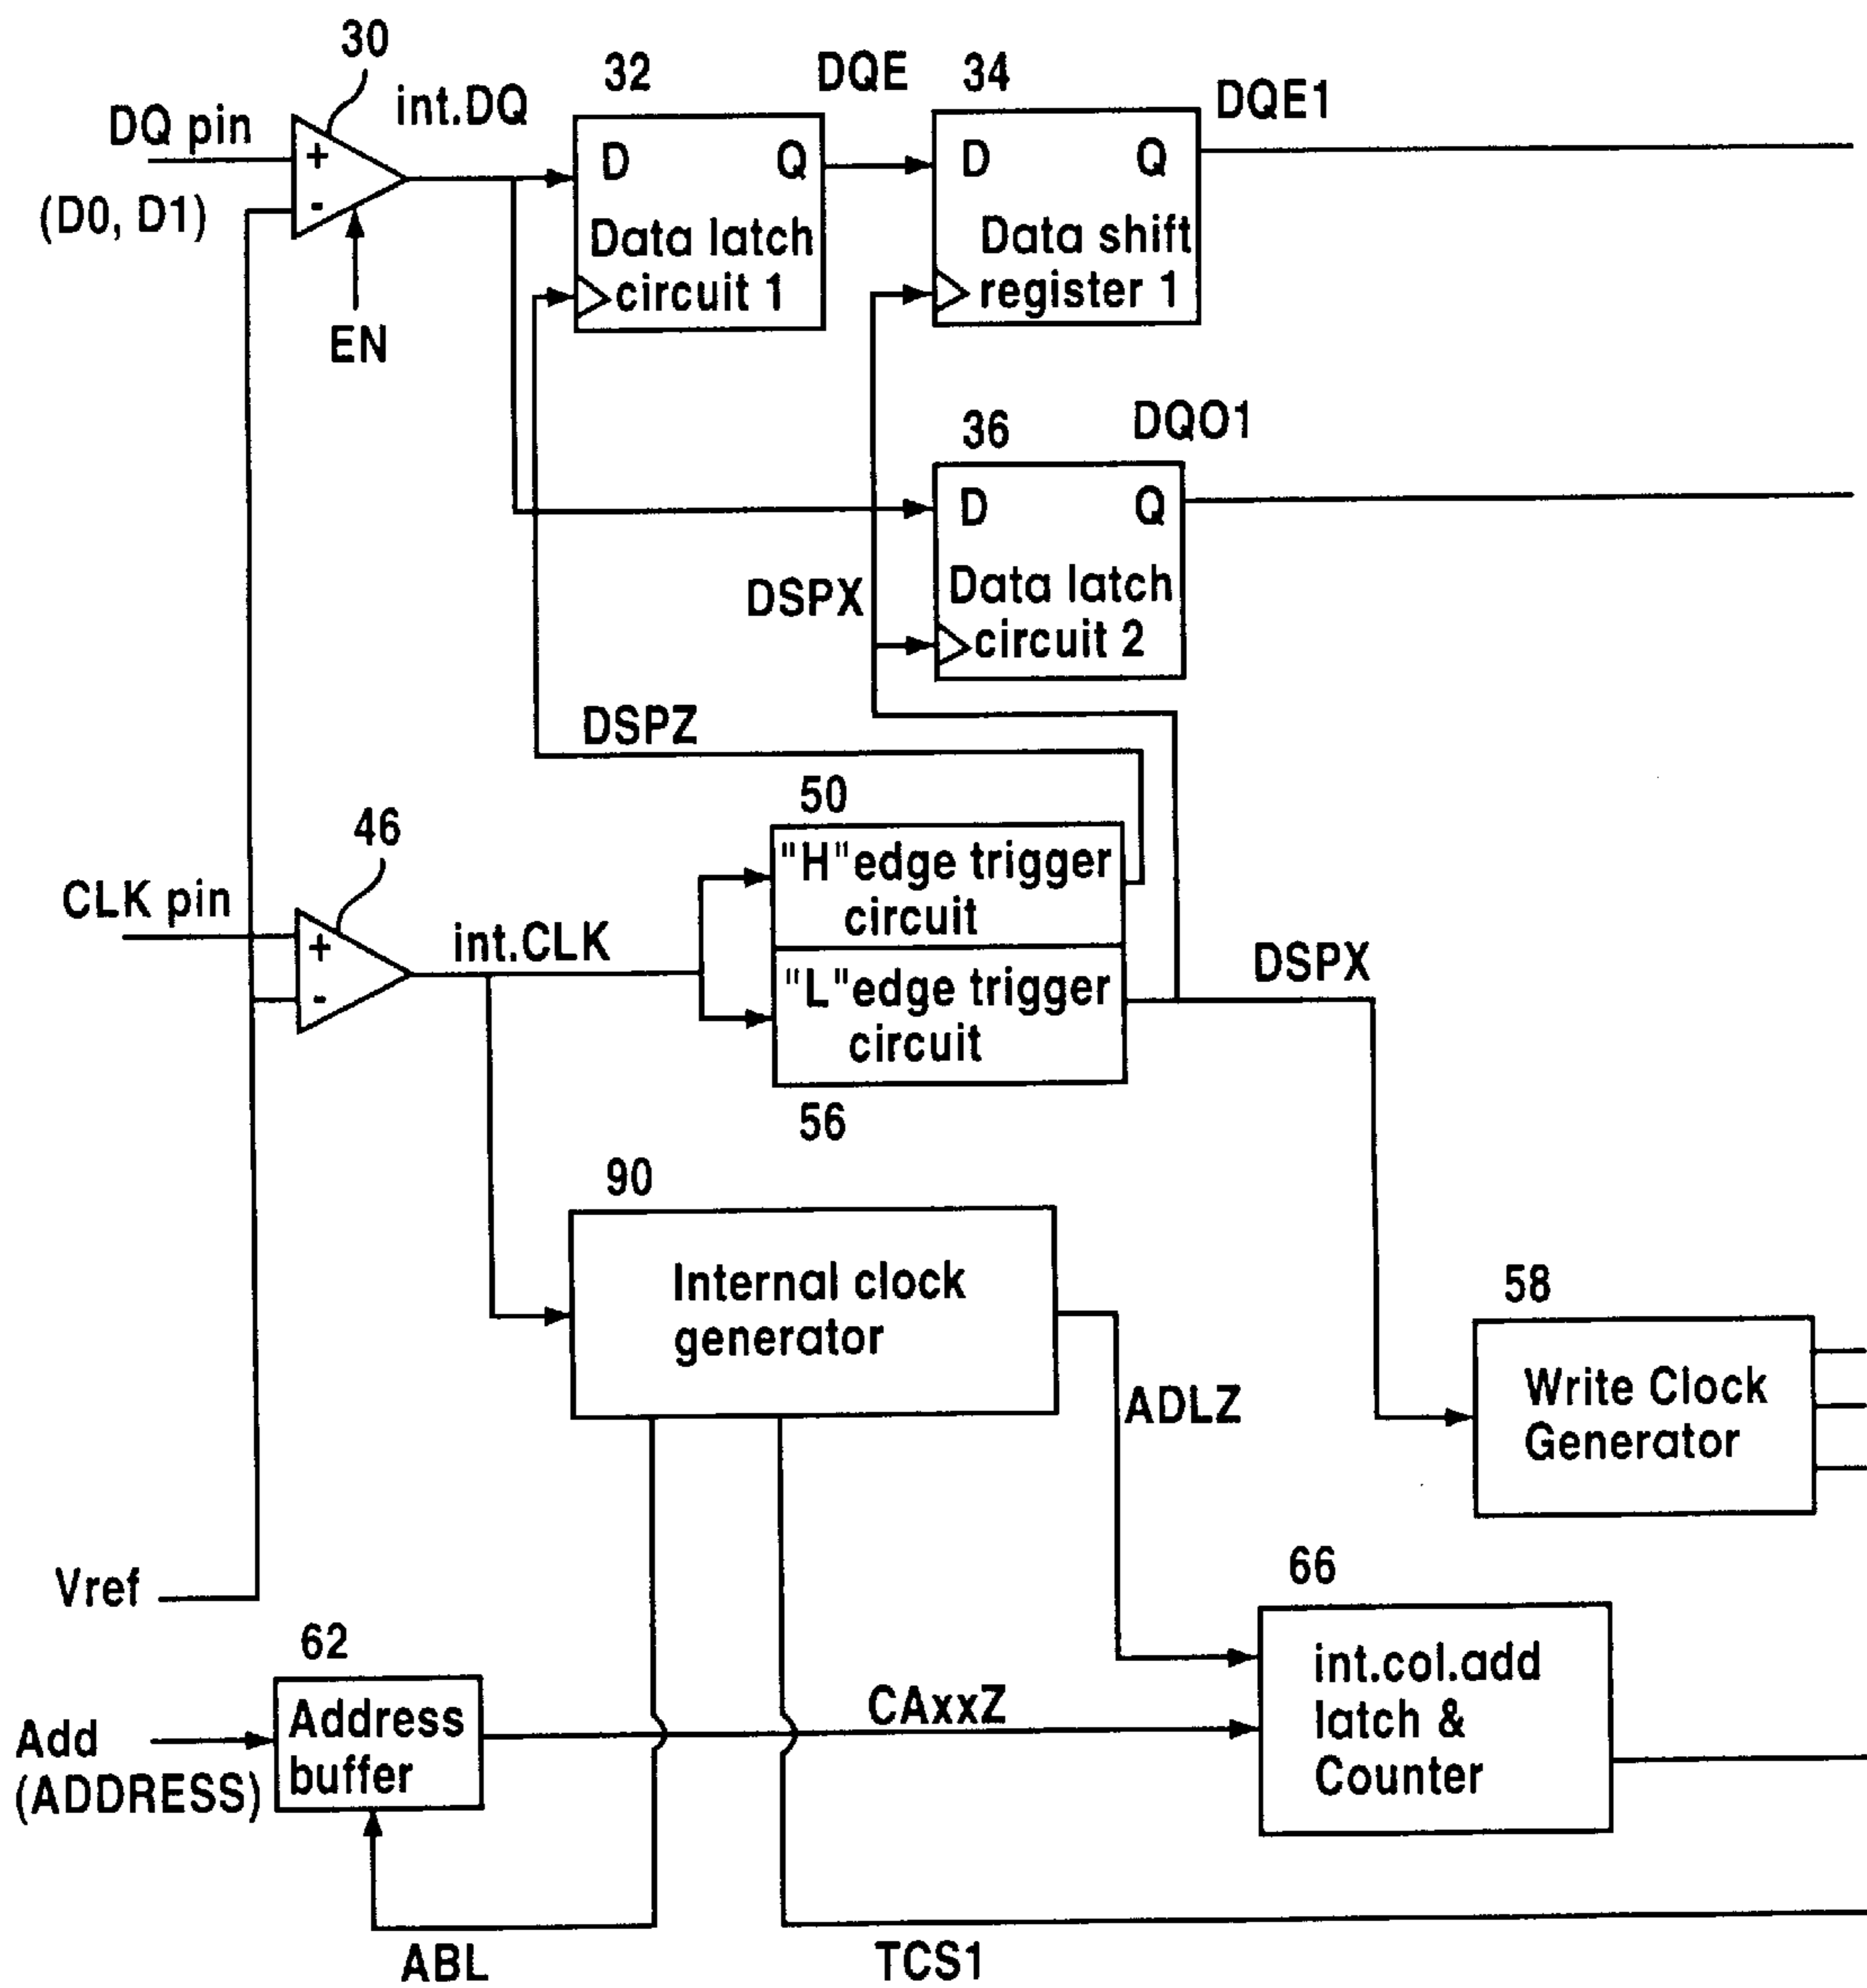 30
DQ pin
(D0, D1)
+
-
EN
int.DQ
32
D
Q
Data latch
circuit 1
DQE
34
D
Q
Data shift
register 1
DQE1
36
DQO1
D
Q
Data latch
circuit 2
DSPX
DSPZ
50
"H"edge trigger
circuit
"L"edge trigger
circuit
56
46
CLK pin
+
-
int.CLK
DSPX
90
Internal clock
generator
ADLZ
58
Write Clock
Generator
Vref
62
Address
buffer
Add
(ADDRESS)
CAxxZ
66
int.col.add
latch &
Counter
ABL
TCS1